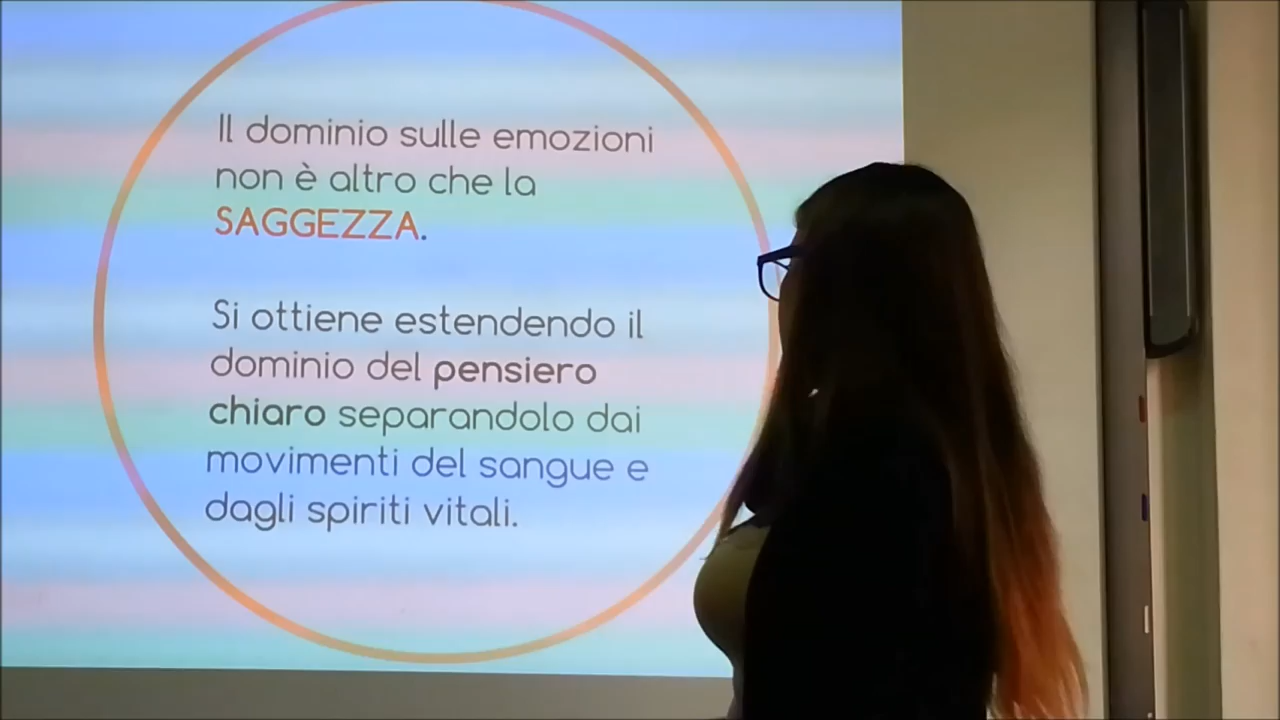 Il dominio sulle emozioni
non è altro che la
SAGGEZZA.
Si ottiene estendendo il
dominio del pensiero
chiaro separandolo dai
movimenti del sangue e
dagli spiriti vitali.